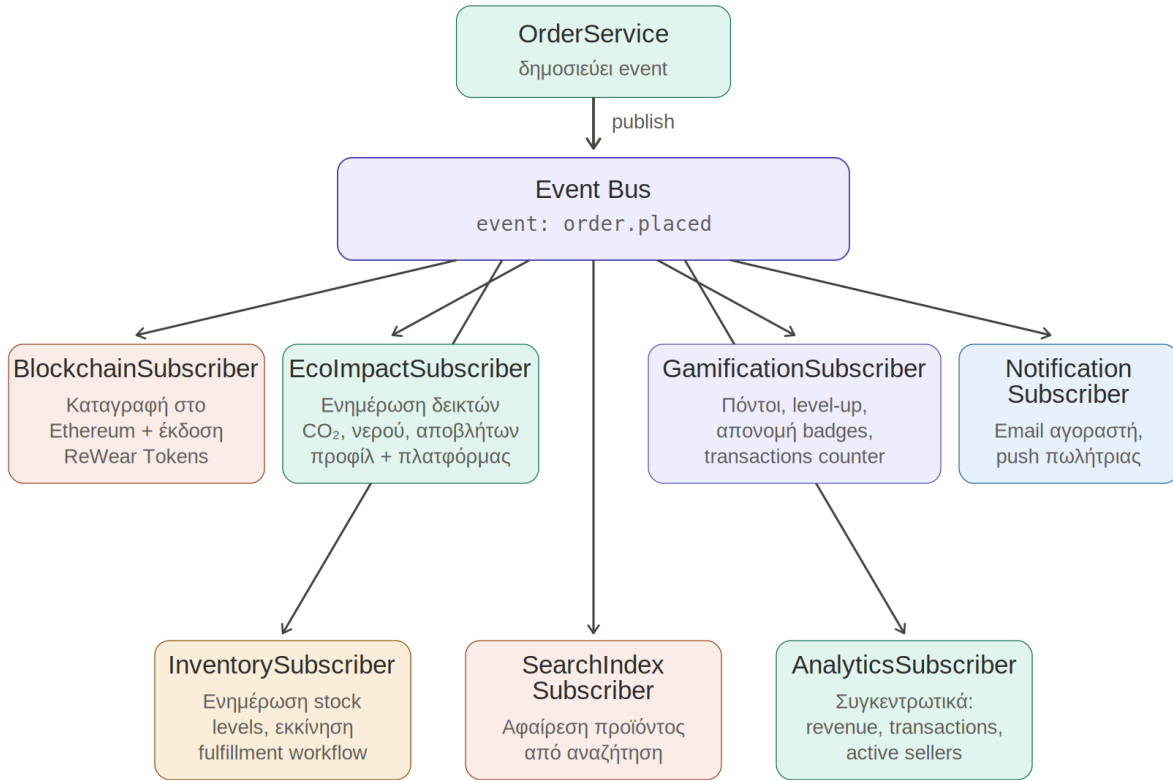 OrderService
δημοσιεύει event
publish
Event Bus
event: order.placed
BlockchainSubscriber
Καταγραφή στο
Ethereum + έκδοση
ReWear Tokens
EcoImpactSubscriber
Ενημέρωση δεικτών
CO₂, νερού, αποβλήτων
προφίλ + πλατφόρμας
GamificationSubscriber
Πόντοι, level-up,
απονομή badges,
transactions counter
Notification
Subscriber
Email αγοραστή,
push πωλήτριας
InventorySubscriber
Ενημέρωση stock
levels, εκκίνηση
fulfillment workflow
SearchIndex
Subscriber
Αφαίρεση προϊόντος
από αναζήτηση
AnalyticsSubscriber
Συγκεντρωτικά:
revenue, transactions,
active sellers